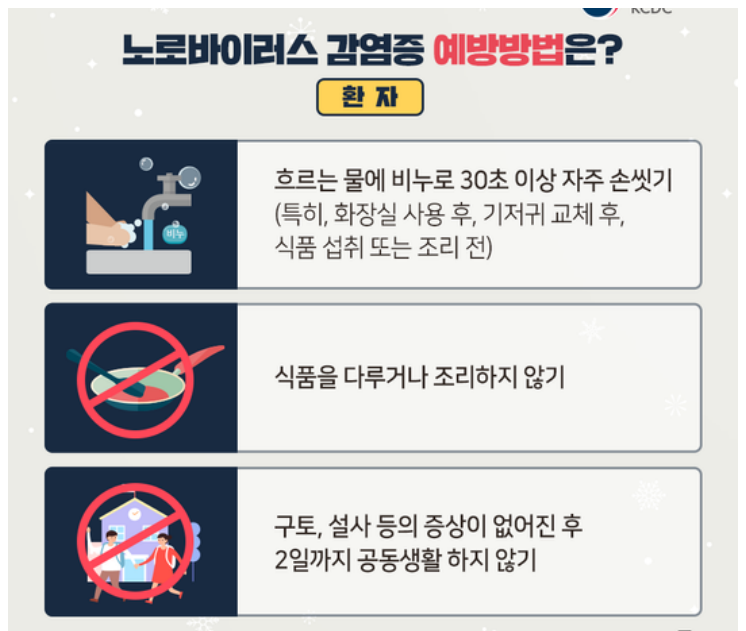 KCDC
노로바이러스 감염증 예방방법은?
환 자
흐르는 물에 비누로 30초 이상 자주 손씻기
(특히, 화장실 사용 후, 기저귀 교체 후,
식품 섭취 또는 조리 전)
비누
식품을 다루거나 조리하지 않기
구토, 설사 등의 증상이 없어진 후
2일까지 공동생활 하지 않기